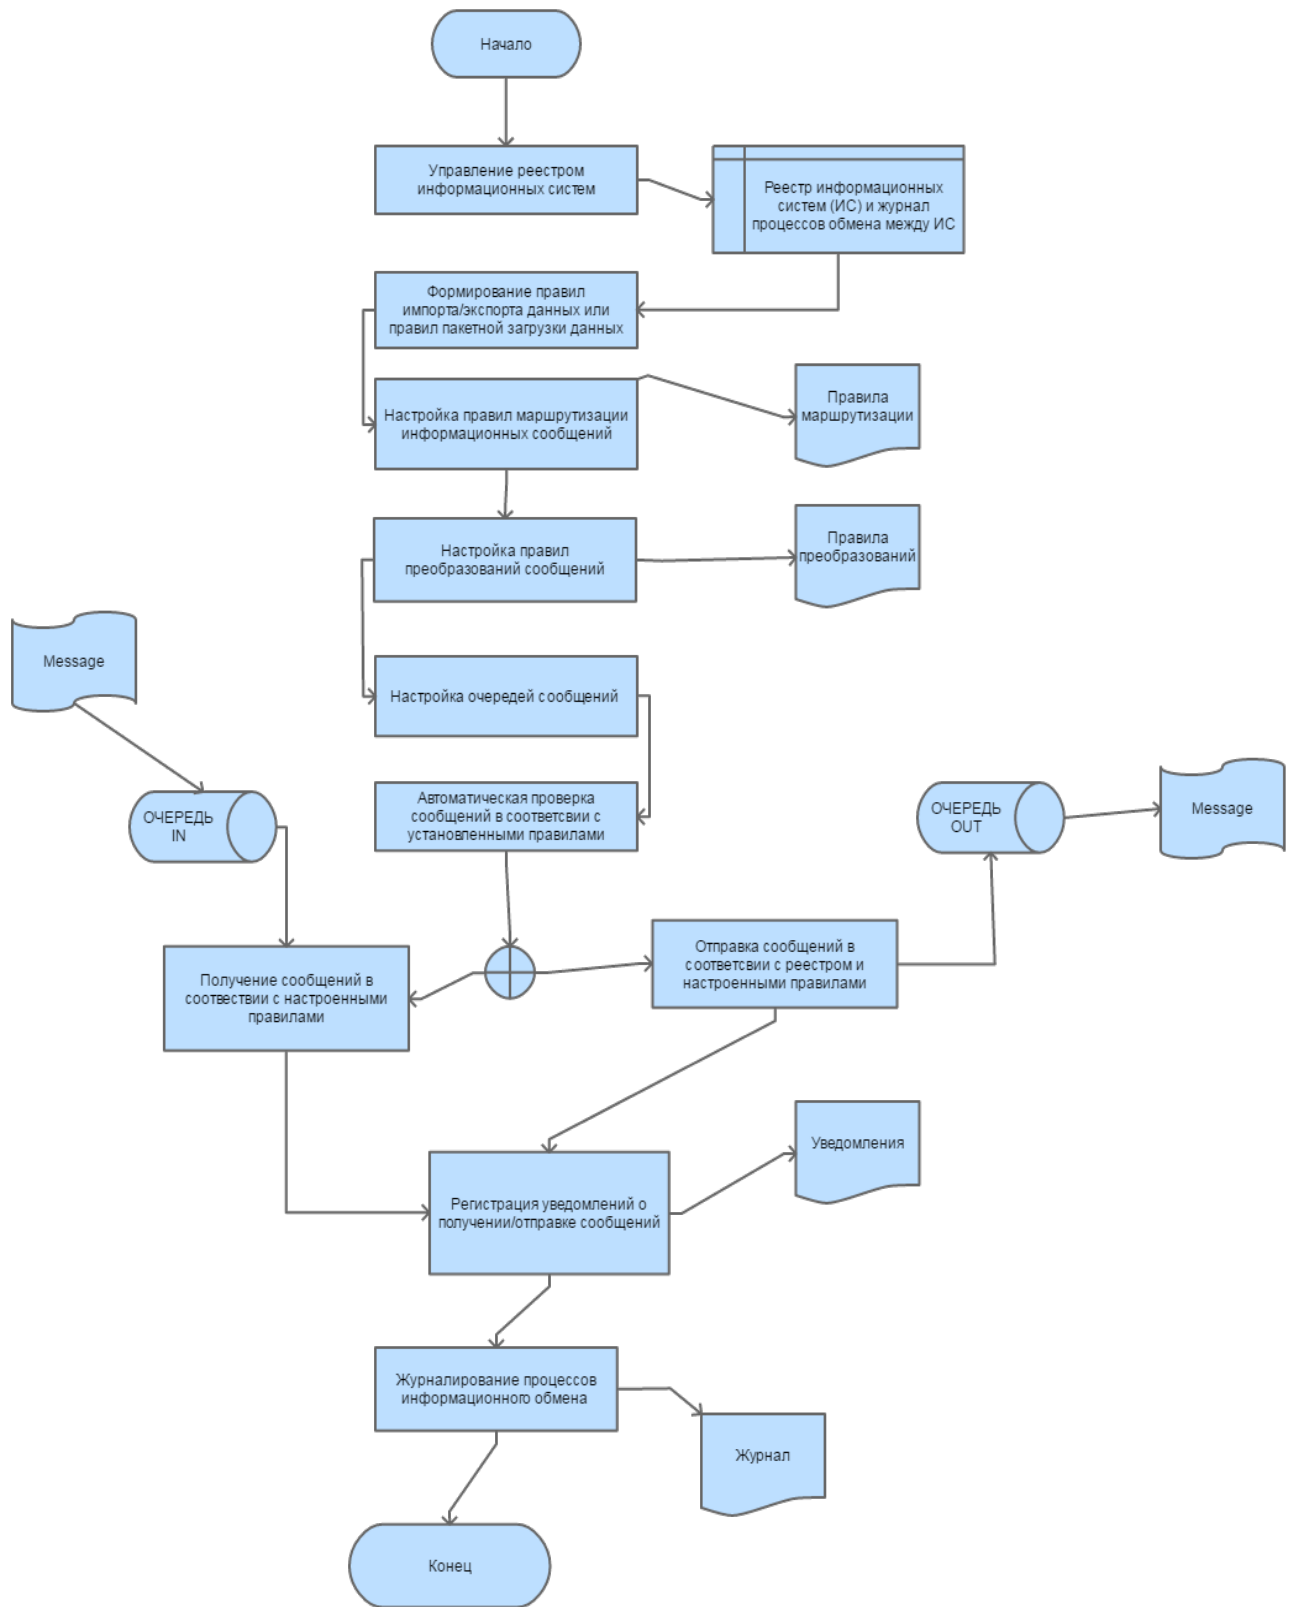 Начало
Управление реестром
информационных систем
Реестр информационных
систем (ИС) и журнал
процессов обмена между ИС
Формирование правил
импорта/экспорта данных или
правил пакетной загрузки данных
Настройка правил маршрутизации
информационных сообщений
Правила
маршрутизации
Настройка правил
преобразований сообщений
Правила
преобразований
Message
Настройка очередей сообщений
ОЧЕРЕДЬ
IN
Автоматическая проверка
сообщений в соответсвии с
установленными правилами
ОЧЕРЕДЬ
OUT
Message
Получение сообщений в
соотвествии с настроенными
правилами
Отправка сообщений в
соответсвии с реестром и
настроенными правилами
Уведомления
Регистрация уведомлений о
получении/отправке сообщений
Журналирование процессов
информационного обмена
Журнал
Конец